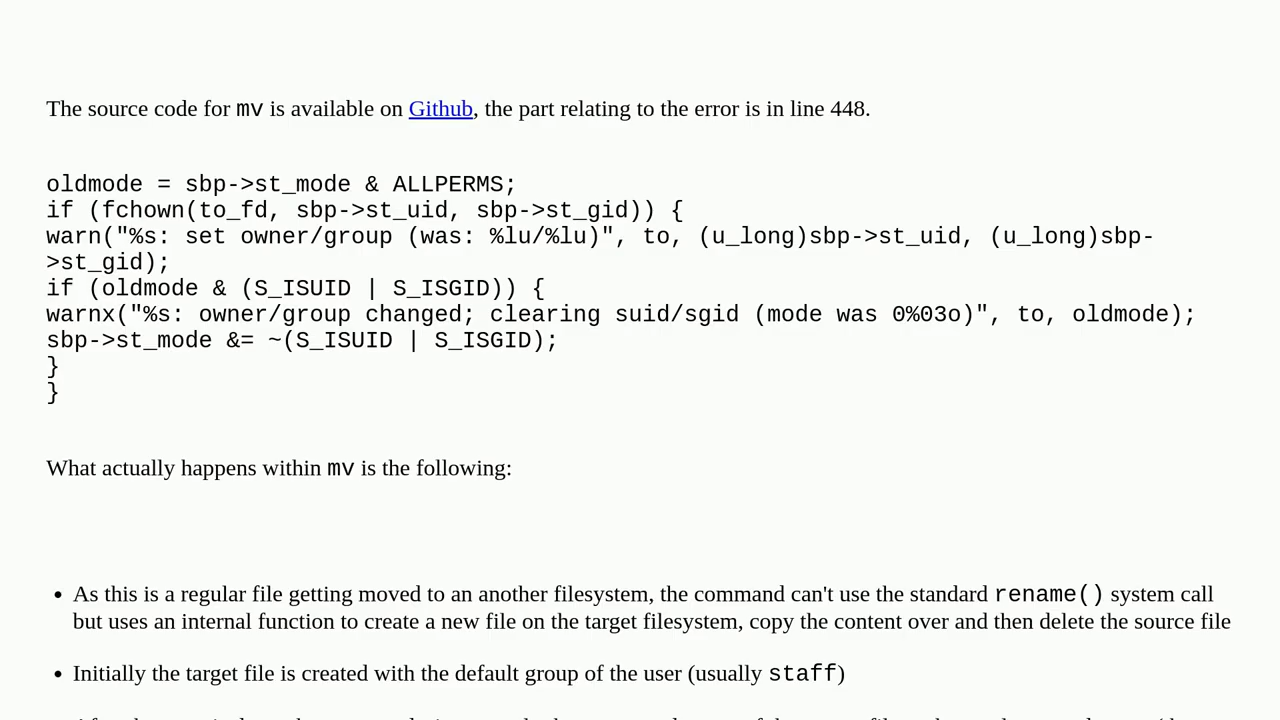 The source code for mv is available on Github, the part relating to the error is in line 448.
oldmode = sbp->st_mode & ALLPERMS;
if (fchown(to_fd, sbp->st_uid, sbp->st_gid)) {
warn("%s: set owner/group (was: %lu/%lu)", to, (u_long)sbp->st_uid, (u_long)sbp-
>st_gid);
if (oldmode & (S_ISUID | S_ISGID)) {
warnx("%s: owner/group changed; clearing suid/sgid (mode was 0%03o)", to, oldmode);
sbp->st_mode &= ~(S_ISUID | S_ISGID);
}
}
What actually happens within mv is the following:
• As this is a regular file getting moved to an another filesystem, the command can't use the standard rename() system call
but uses an internal function to create a new file on the target filesystem, copy the content over and then delete the source file
• Initially the target file is created with the default group of the user (usually staff)